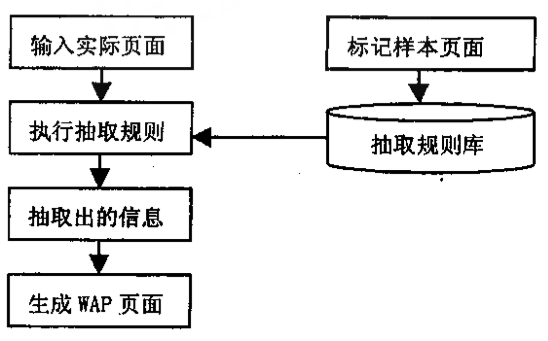 输入实际页面
标记样本页面
执行抽取规则
抽取规则库
抽取出的信息
生成 WAP 页面